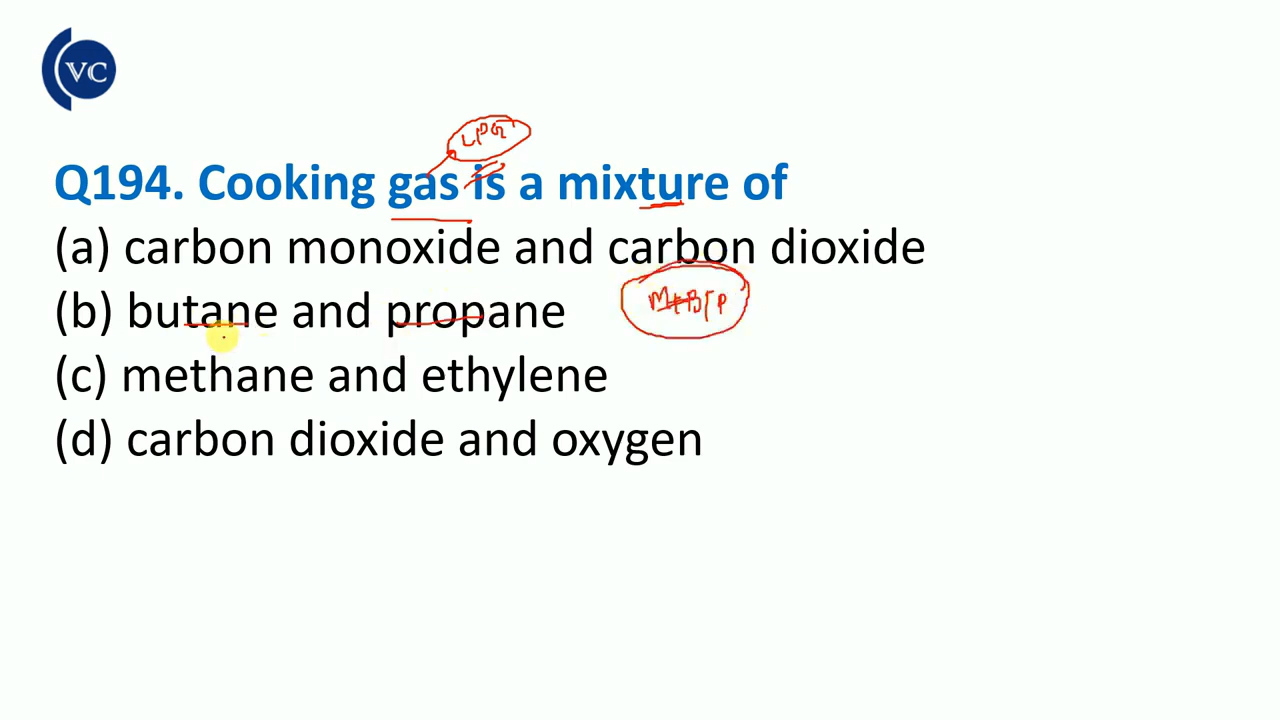 VC
LPG
Q194. Cooking gas is a mixture of
(a) carbon monoxide and carbon dioxide
(b) butane and propane
(c) methane and ethylene
(d) carbon dioxide and oxygen